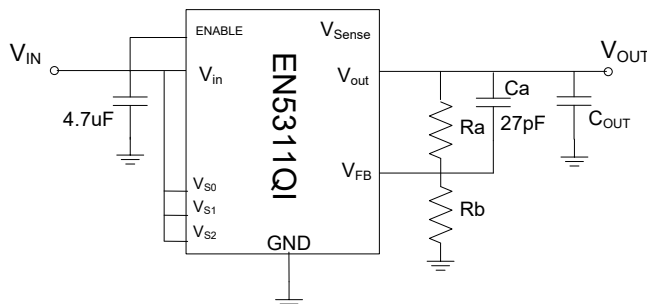 ENABLE
V_Sense
V_IN
V_OUT
V_in
V_out
Ca
4.7uF
Ra
27pF
C_OUT
EN5311QI
V_FB
V_S0
V_S1
V_S2
Rb
GND